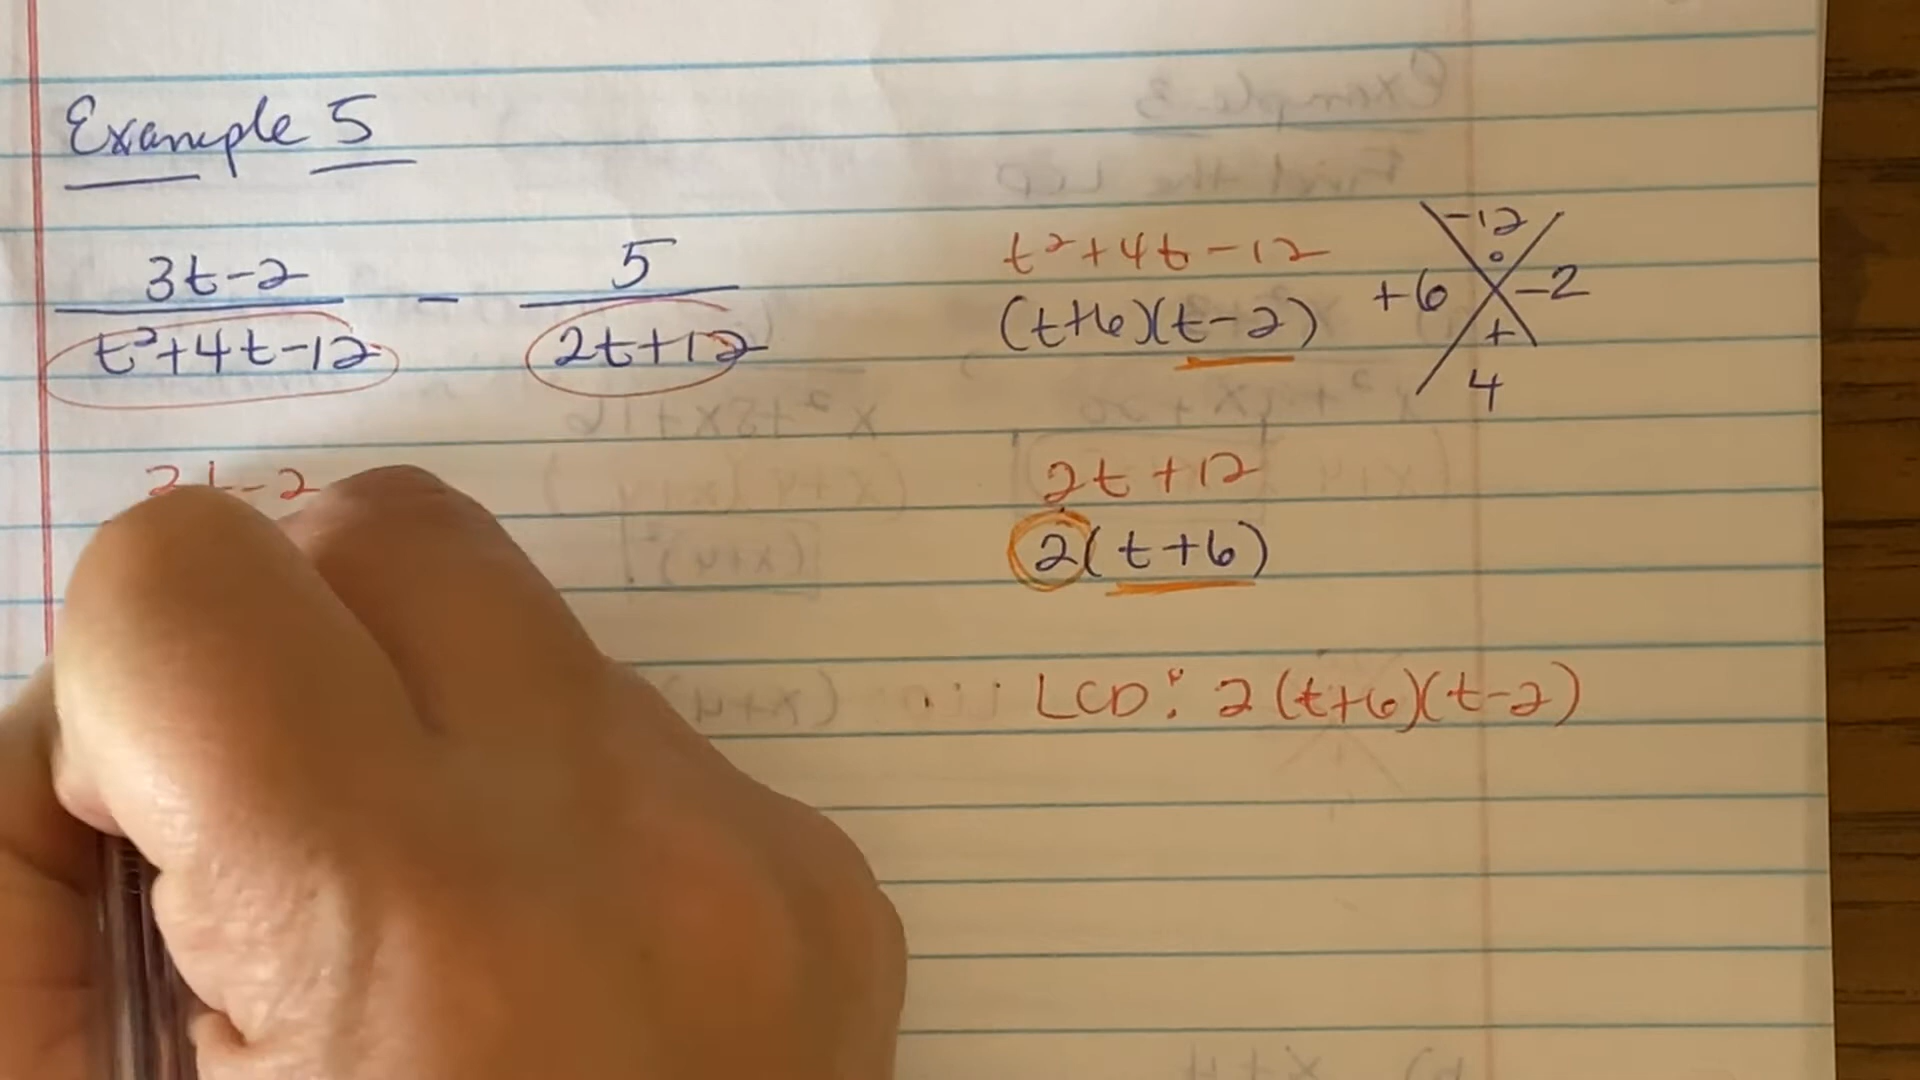 Example 5
3t-2 / t²+4t-12 - 5 / 2t+12
t²+4t-12
(t+6)(t-2)
-12
+6 • -2
+
4
t-2
2t+12
2(t+6)
LCD: 2(t+6)(t-2)